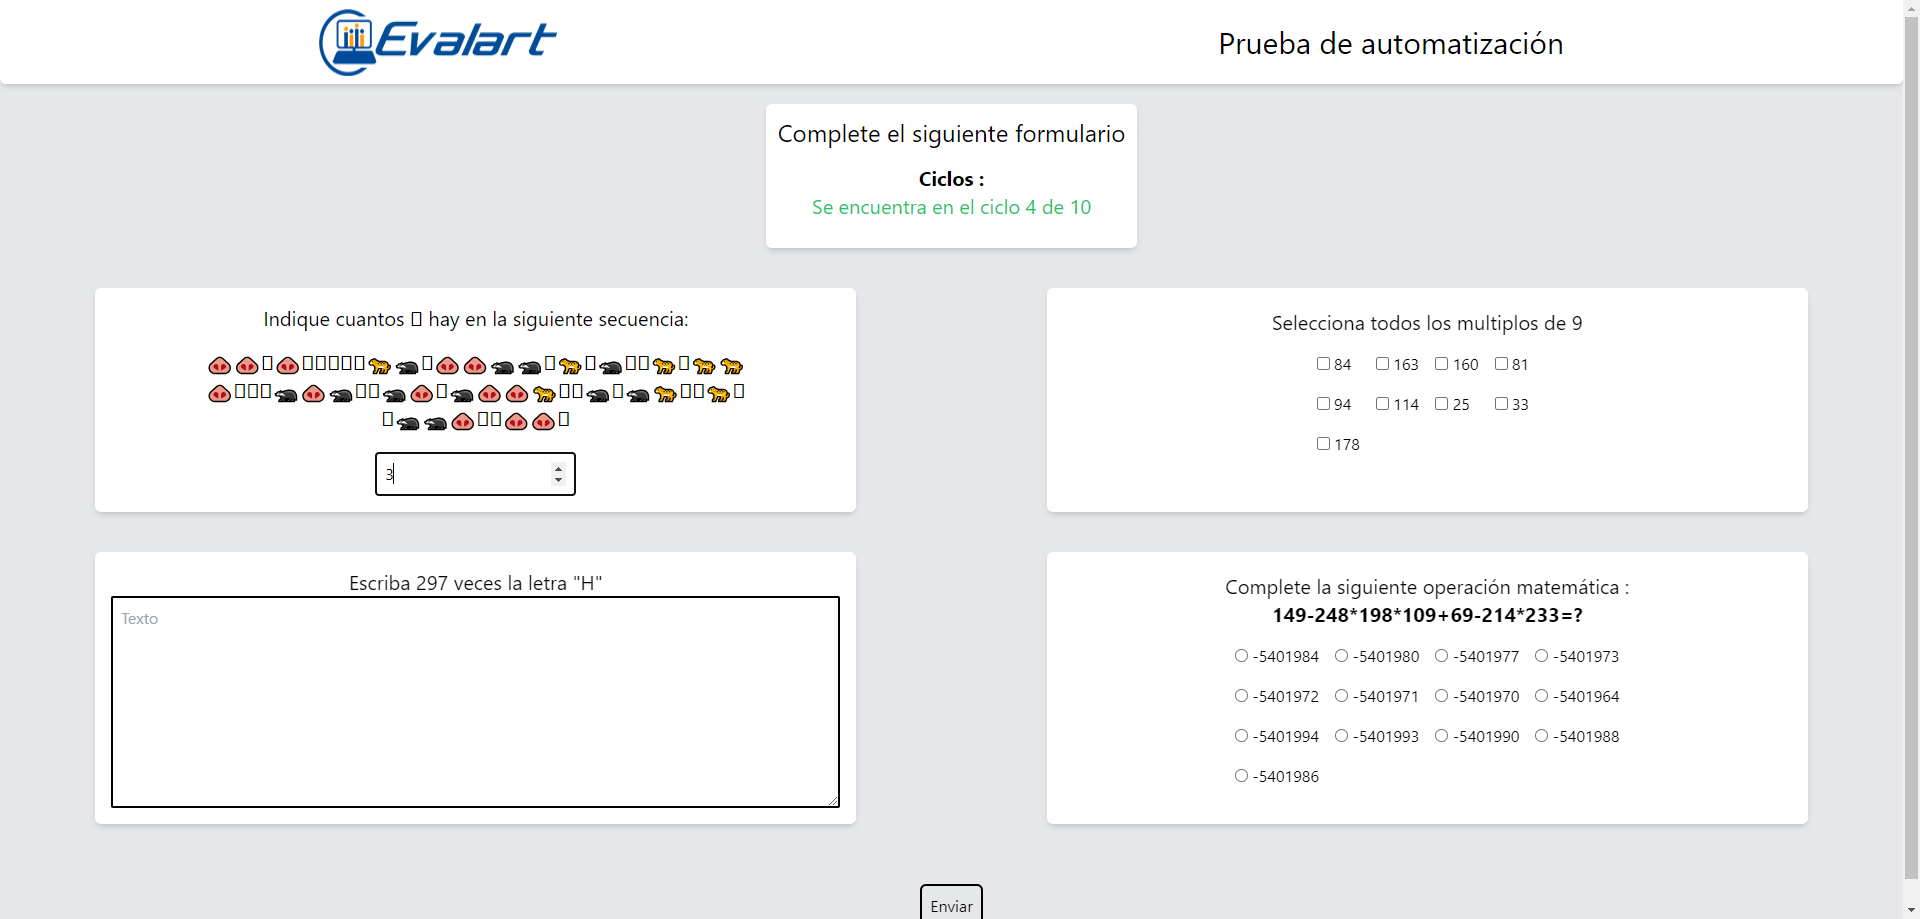 Evalart
Prueba de automatización
Complete el siguiente formulario
Ciclos :
Se encuentra en el ciclo 4 de 10
Indique cuantos hay en la siguiente secuencia:
3
Selecciona todos los multiplos de 9
84 163 160 81
94 114 25 33
178
Escriba 297 veces la letra "H"
Texto
Complete la siguiente operación matemática :
149-248*198*109+69-214*233=?
-5401984 -5401980 -5401977 -5401973
-5401972 -5401971 -5401970 -5401964
-5401994 -5401993 -5401990 -5401988
-5401986
Enviar